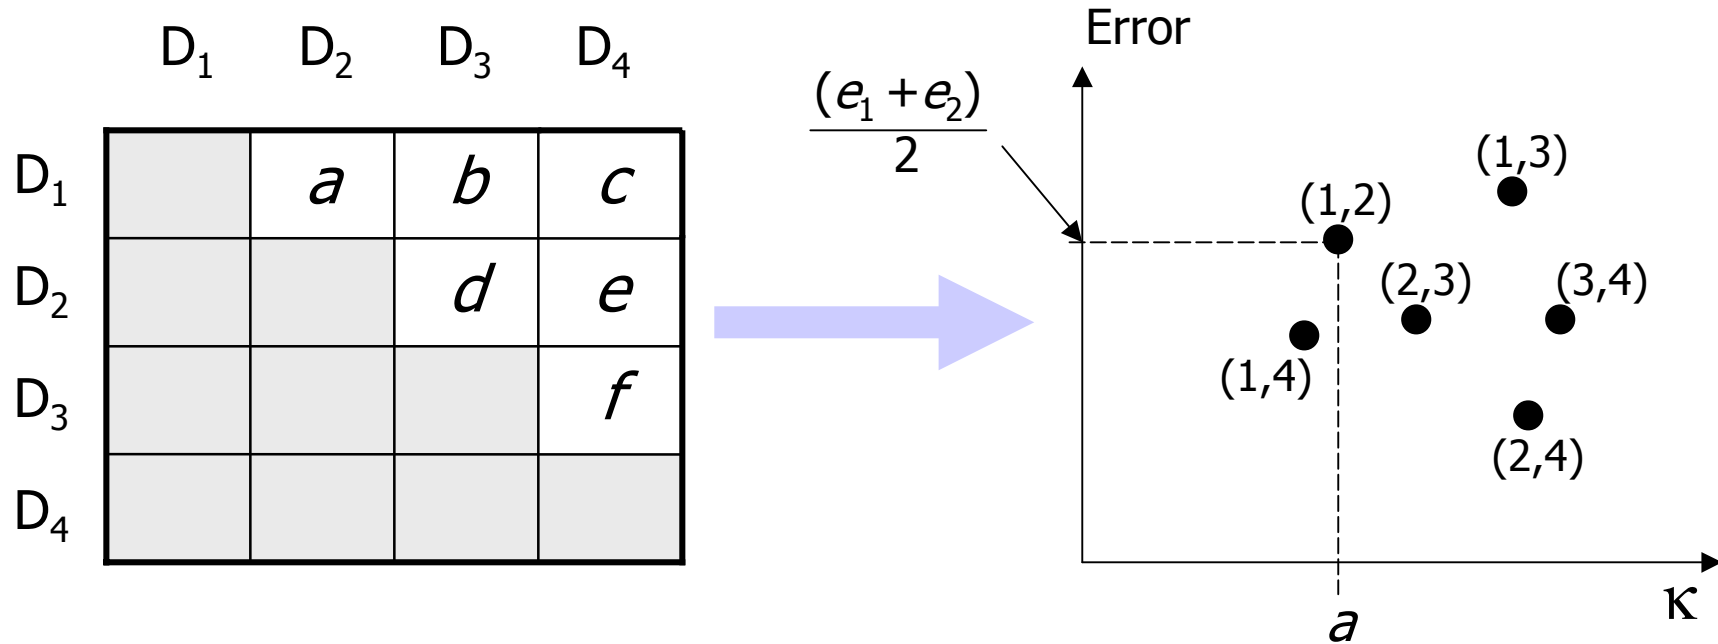 D₁ D₂ D₃ D₄
D₁ a b c
D₂ d e
D₃ f
D₄
Error
(e₁ + e₂)
2
(1,3)
(1,2)
(2,3) (3,4)
(1,4)
(2,4)
κ
a